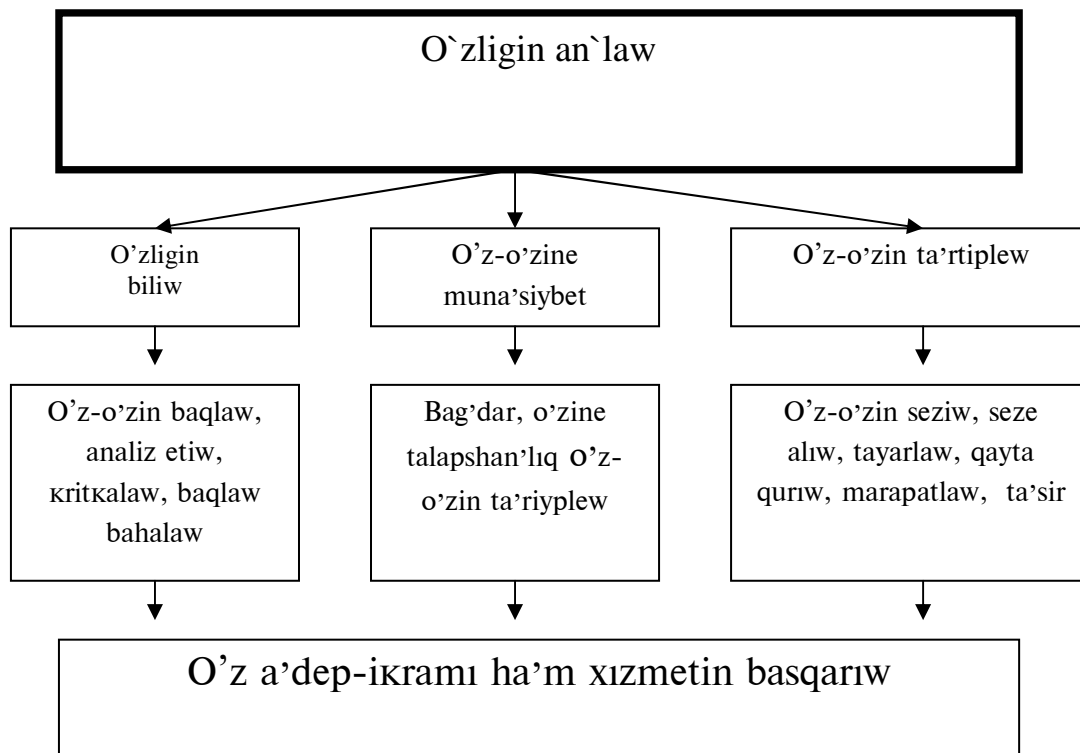 O`zligin an`law
O’zligin
biliw
O’z-o’zine
muna’siybet
O’z-o’zin ta’rtiplew
O’z-o’zin baqlaw,
analiz etiw,
кritкalaw, baqlaw
bahalaw
Bag’dar, o’zine
talapshan’lıq o’z-
o’zin ta’riyplew
O’z-o’zin seziw, seze
alıw, tayarlaw, qayta
qurıw, marapatlaw, ta’sir
O’z a’dep-iкramı ha’m xızmetin basqarıw